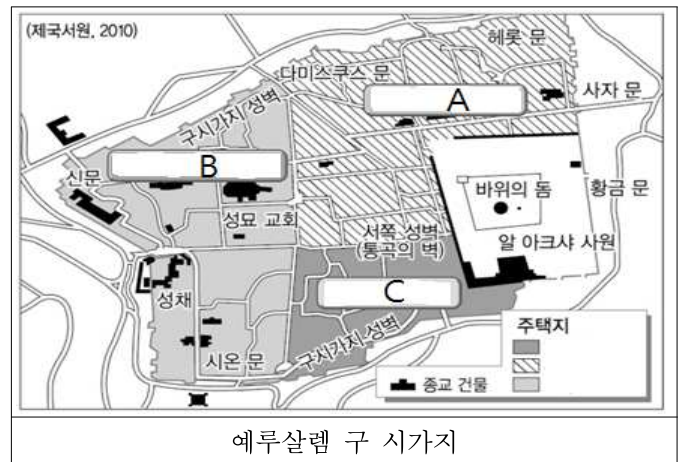 (제국서원, 2010)
헤롯 문
다미스쿠스 문
사자 문
A
구시가지 성벽
B
신문
바위의 돔
황금 문
성묘 교회
서쪽 성벽
(통곡의 벽)
알 아크샤 사원
C
성채
구시가지 성벽
시온 문
주택지
종교 건물
예루살렘 구 시가지